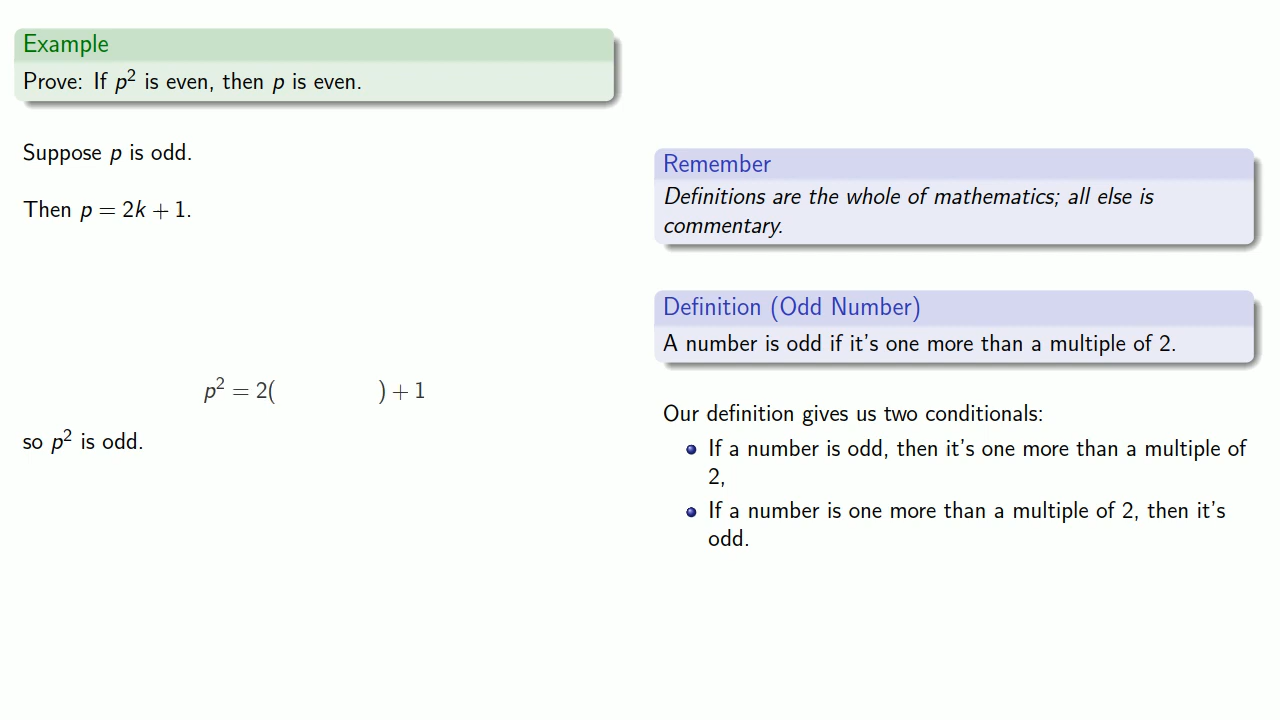 Example
Prove: If p² is even, then p is even.
Suppose p is odd.
Then p = 2k + 1.
p² = 2( ) + 1
so p² is odd.
Remember
Definitions are the whole of mathematics; all else is
commentary.
Definition (Odd Number)
A number is odd if it's one more than a multiple of 2.
Our definition gives us two conditionals:
If a number is odd, then it's one more than a multiple of
2,
If a number is one more than a multiple of 2, then it's
odd.